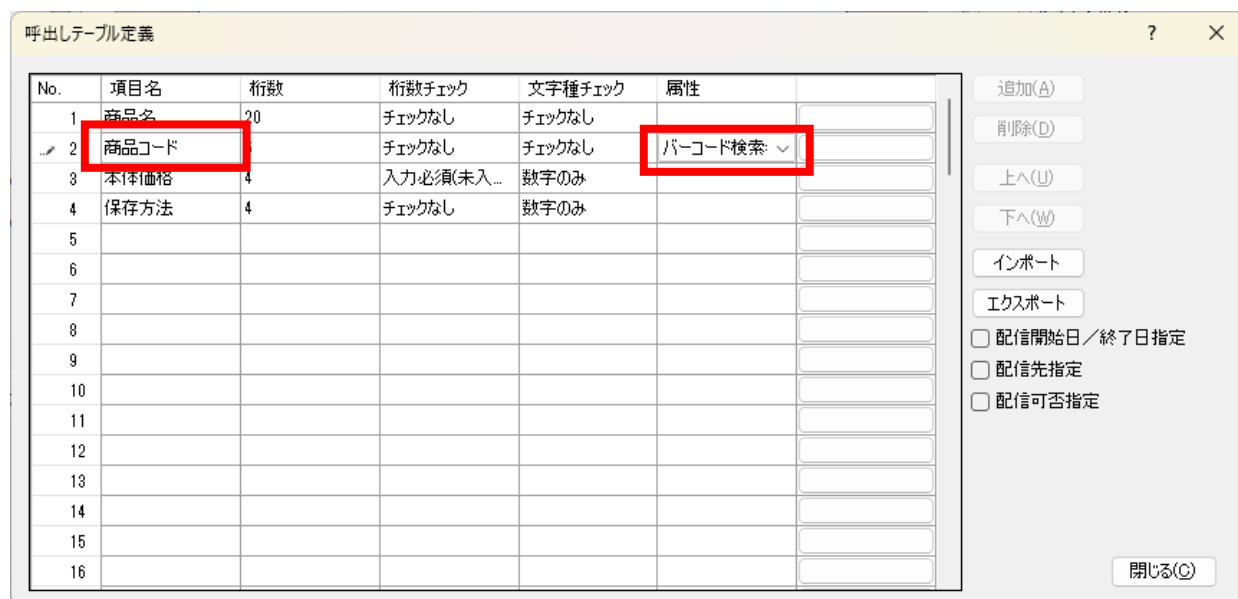 呼出しテーブル定義 ?
No. 項目名 桁数 桁数チェック 文字種チェック 属性
1 商品名 20 チェックなし チェックなし
2 商品コード チェックなし チェックなし バーコード検索
3 本体価格 4 入力必須(未入... 数字のみ
4 保存方法 4 チェックなし 数字のみ
5
6
7
8
9
10
11
12
13
14
15
16
追加(A)
削除(D)
上へ(U)
下へ(W)
インポート
エクスポート
配信開始日/終了日指定
配信先指定
配信可否指定
閉じる(C)